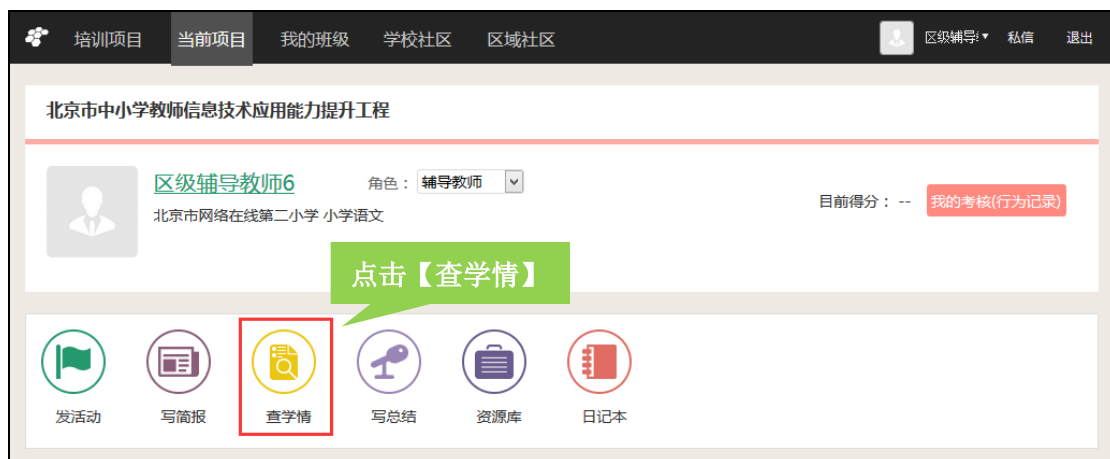 培训项目 当前项目 我的班级 学校社区 区域社区 区级辅导 私信 退出
北京市中小学教师信息技术应用能力提升工程
区级辅导教师6 角色： 辅导教师
北京市网络在线第二小学 小学语文
目前得分： -- 我的考核(行为记录)
点击【查学情】
发活动 写简报 查学情 写总结 资源库 日记本